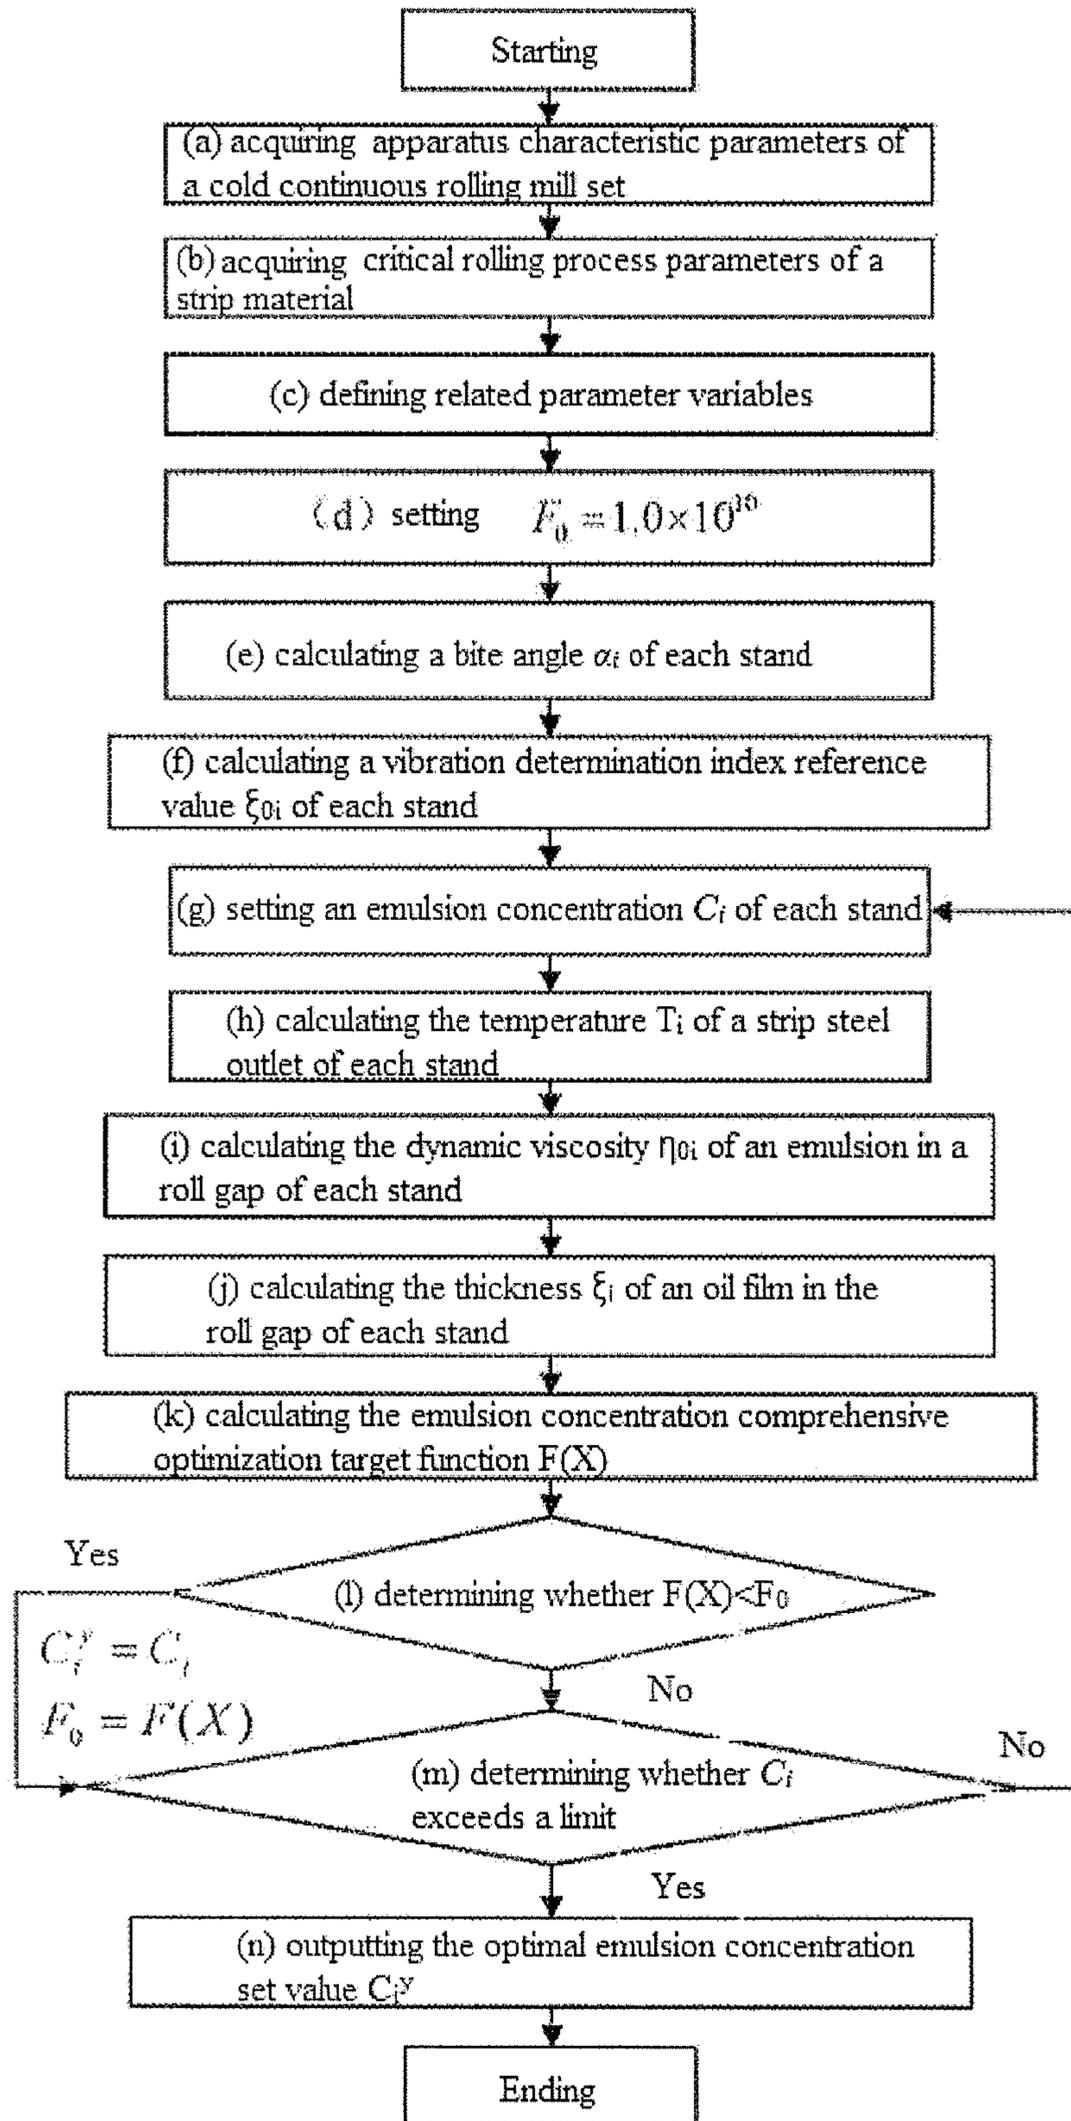 Starting
(a) acquiring apparatus characteristic parameters of
a cold continuous rolling mill set
(b) acquiring critical rolling process parameters of a
strip material
(c) defining related parameter variables
(d) setting F₀ = 1.0×10¹⁰
(e) calculating a bite angle αᵢ of each stand
(f) calculating a vibration determination index reference
value ξ₀ᵢ of each stand
(g) setting an emulsion concentration Cᵢ of each stand
(h) calculating the temperature Tᵢ of a strip steel
outlet of each stand
(i) calculating the dynamic viscosity η₀ᵢ of an emulsion in a
roll gap of each stand
(j) calculating the thickness ξᵢ of an oil film in the
roll gap of each stand
(k) calculating the emulsion concentration comprehensive
optimization target function F(X)
Yes
(l) determining whether F(X)<F₀
Cᵢʸ = Cᵢ
F₀ = F(X)
No
(m) determining whether Cᵢ
exceeds a limit
No
Yes
(n) outputting the optimal emulsion concentration
set value Cᵢʸ
Ending